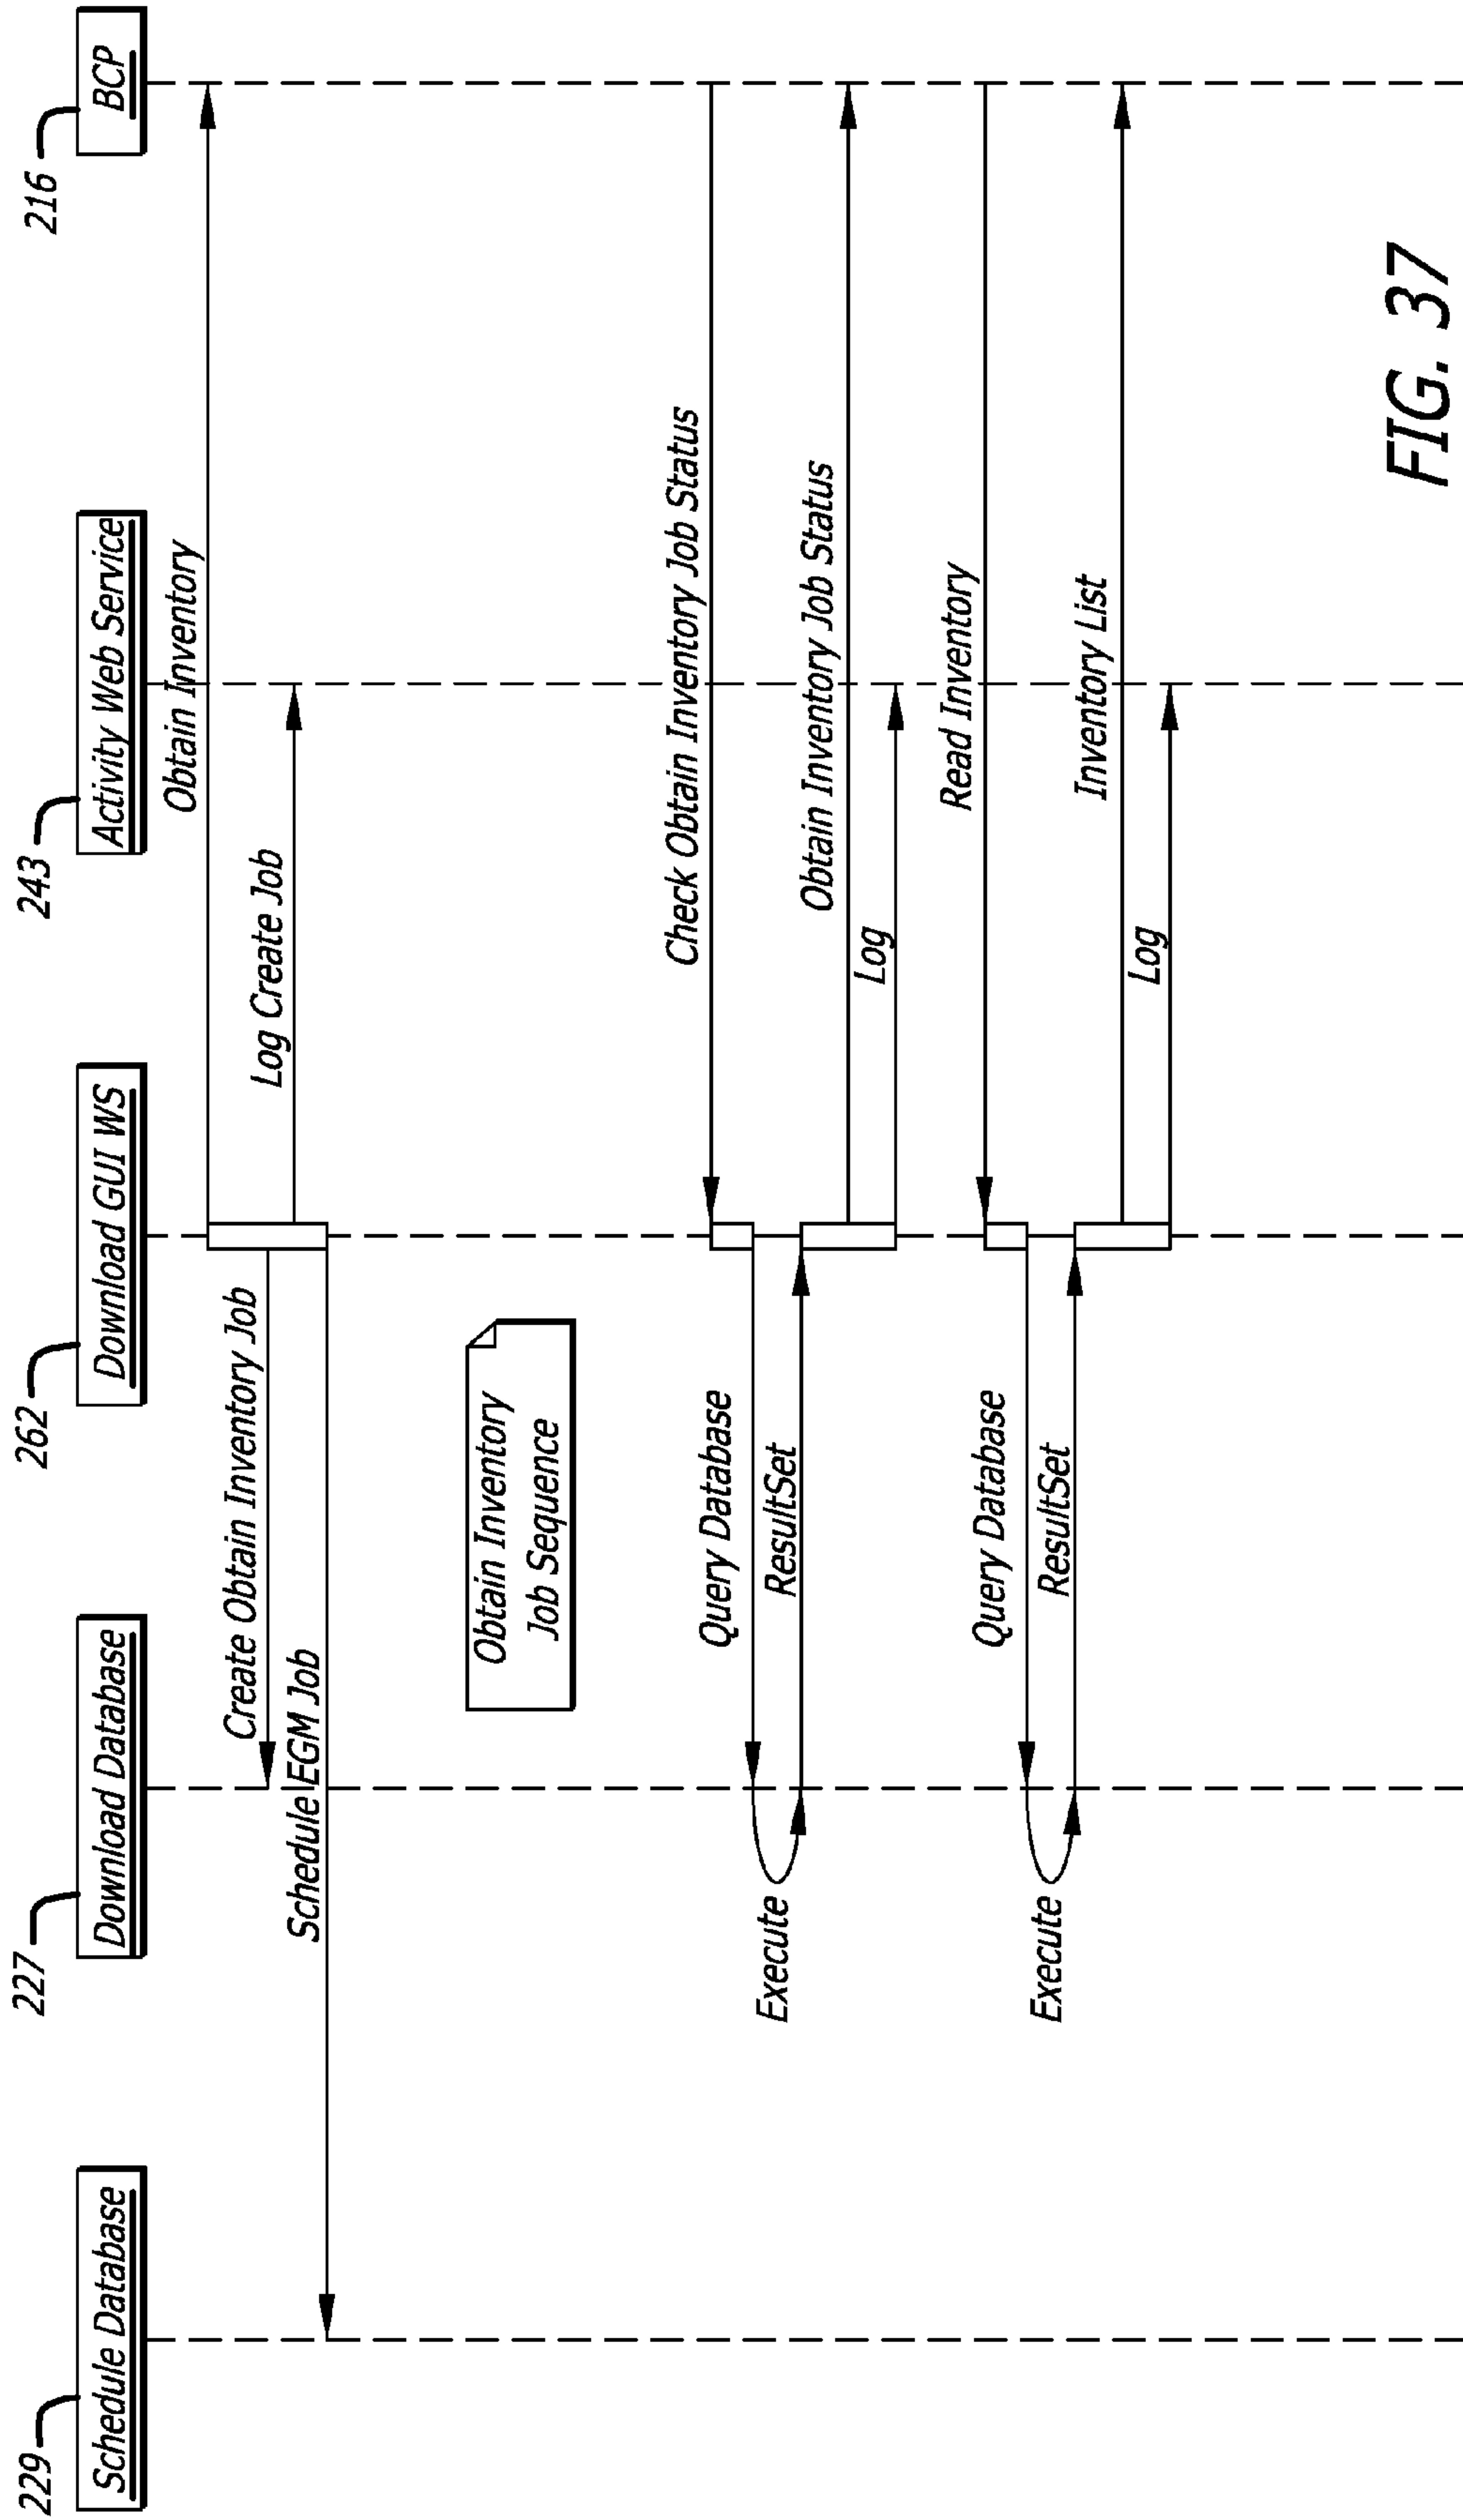 229
227
262
243
216
Schedule Database
Download Database
Download GUI WS
Activity Web Service
BCP
Obtain Inventory
Create Obtain Inventory Job
Log Create Job
Schedule EGM Job
Obtain Inventory
Job Sequence
Check Obtain Inventory Job Status
Query Database
Execute
ResultSet
Obtain Inventory Job Status
Log
Read Inventory
Query Database
Execute
ResultSet
Inventory List
Log
FIG. 37